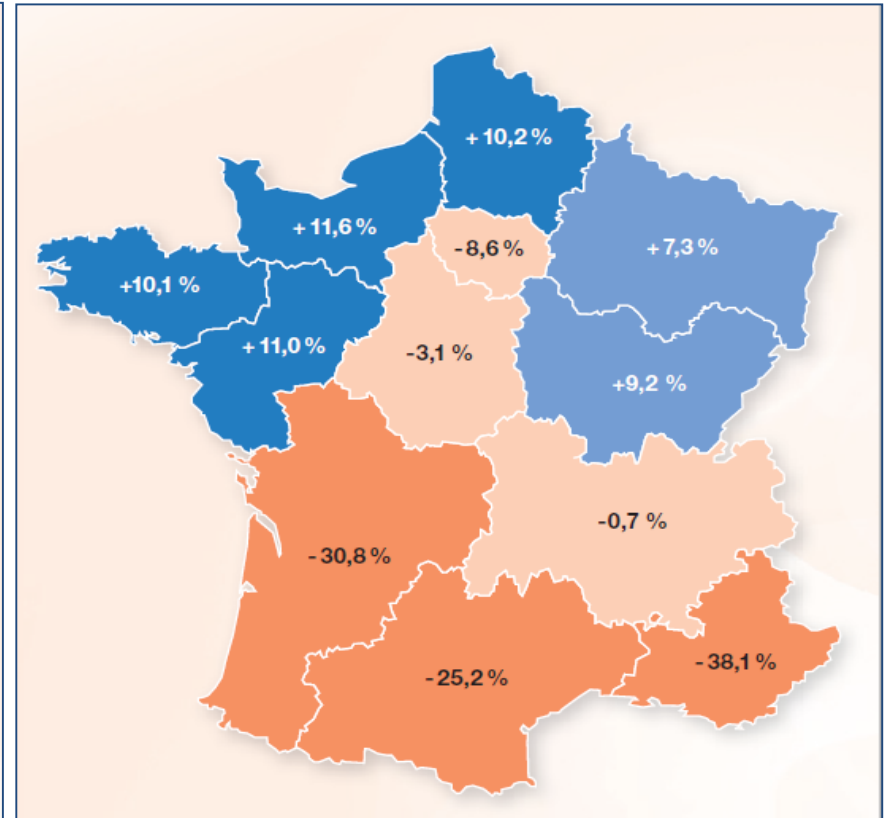 + 10,2 %
+ 11,6 %
- 8,6 %
+ 7,3 %
+10,1 %
+ 11,0 %
-3,1 %
+9,2 %
-0,7 %
- 30,8 %
- 25,2 %
- 38,1 %